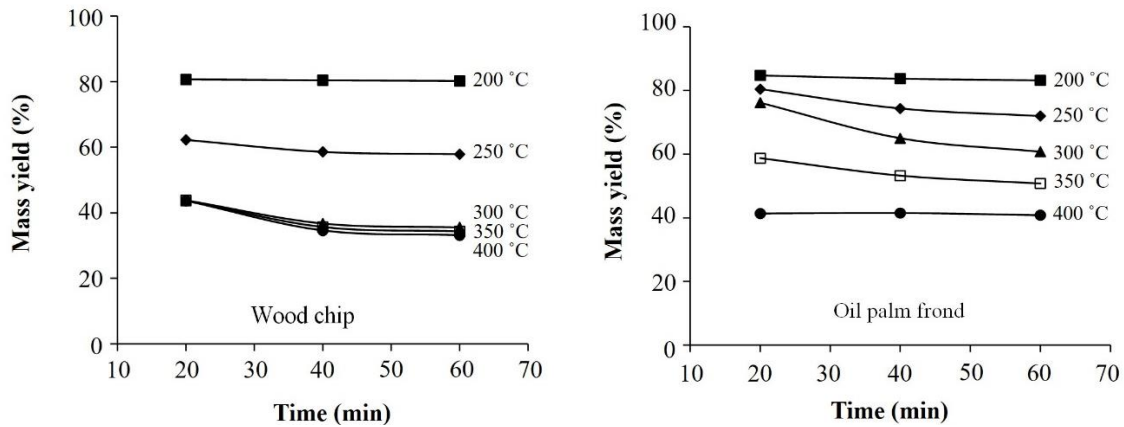 100
80
60
40
20
0
Mass yield (%)
200 ˚C
250 ˚C
300 ˚C
350 ˚C
400 ˚C
Wood chip
10 20 30 40 50 60 70
Time (min)
100
80
60
40
20
0
Mass yield (%)
200 ˚C
250 ˚C
300 ˚C
350 ˚C
400 ˚C
Oil palm frond
10 20 30 40 50 60 70
Time (min)